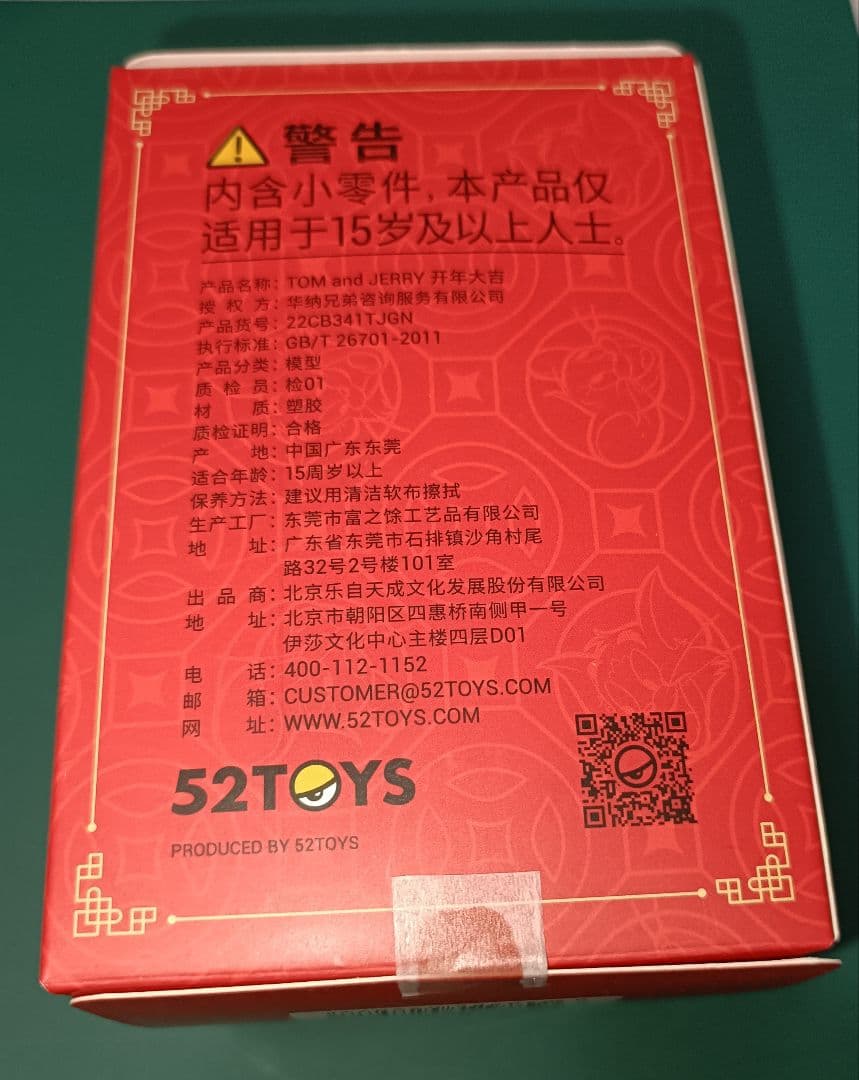 警告
内含小零件，本产品仅
适用于15岁及以上人士。
产品名称：TOM and JERRY 开年大吉
授权方：华纳兄弟咨询服务有限公司
产品货号：22CB341TJGN
执行标准：GB/T 26701-2011
产品分类：模型
质检员：检01
材质：塑胶
质检证明：合格
产地：中国广东东莞
适合年龄：15周岁以上
保养方法：建议用清洁软布擦拭
生产工厂：东莞市富之馀工艺品有限公司
地址：广东省东莞市石排镇沙角村尾
路32号2号楼101室
出品商：北京乐自天成文化发展股份有限公司
地址：北京市朝阳区四惠桥南侧甲一号
伊莎文化中心主楼四层D01
电话：400-112-1152
邮箱：CUSTOMER@52TOYS.COM
网址：WWW.52TOYS.COM
52TOYS
PRODUCED BY 52TOYS